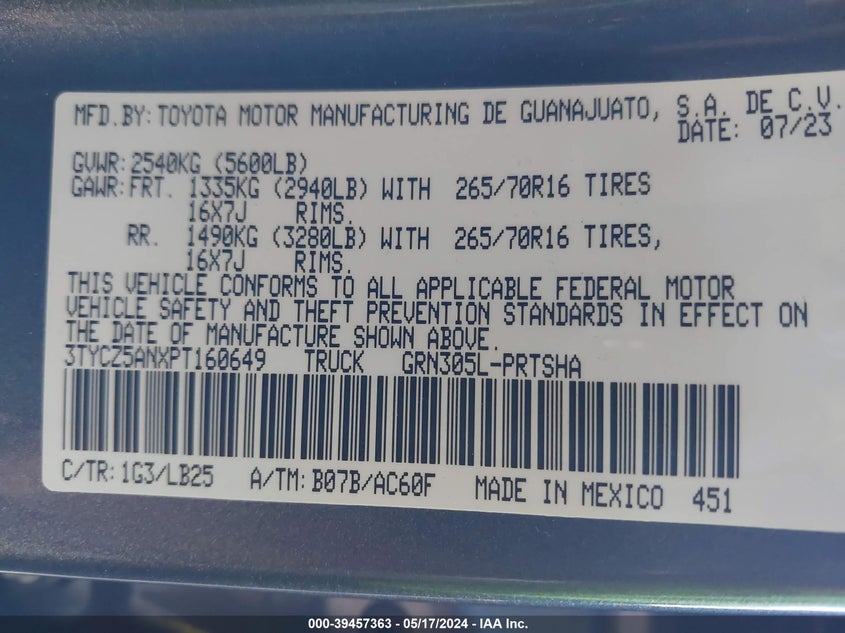 MFD.BY: TOYOTA MOTOR MANUFACTURING DE GUANAJUATO, S.A. DE C.V.
DATE: 07/23
GVWR: 2540KG (5600LB)
GAWR: FRT. 1335KG (2940LB) WITH 265/70R16 TIRES
16X7J RIMS.
RR. 1490KG (3280LB) WITH 265/70R16 TIRES,
16X7J RIMS.
THIS VEHICLE CONFORMS TO ALL APPLICABLE FEDERAL MOTOR
VEHICLE SAFETY AND THEFT PREVENTION STANDARDS IN EFFECT ON
THE DATE OF MANUFACTURE SHOWN ABOVE.
3TYCZ5ANXPT160649 TRUCK GRN305L-PRTSHA
C/TR: 1G3/LB25 A/TM: B07B/AC60F MADE IN MEXICO 451
000-39457363 — 05/17/2024 — IAA Inc.